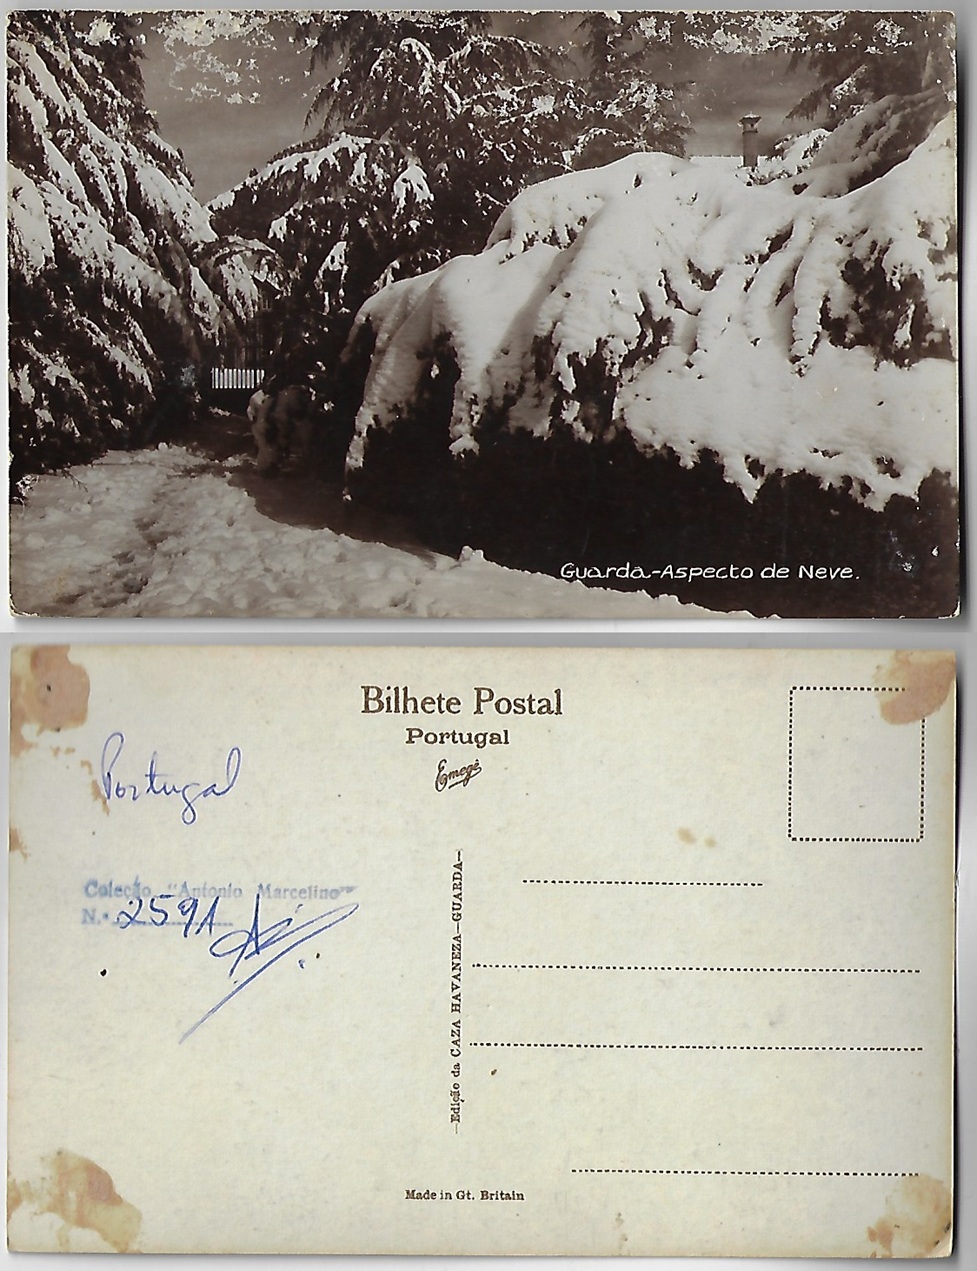 Guarda-Aspecto de Neve.
Bilhete Postal
Portugal
Emegê
Portugal
Coleção "Antonio Marcelino"
N.º 2591
—Edição da CAZA HAVANEZA—GUARDA—
Made in Gt. Britain